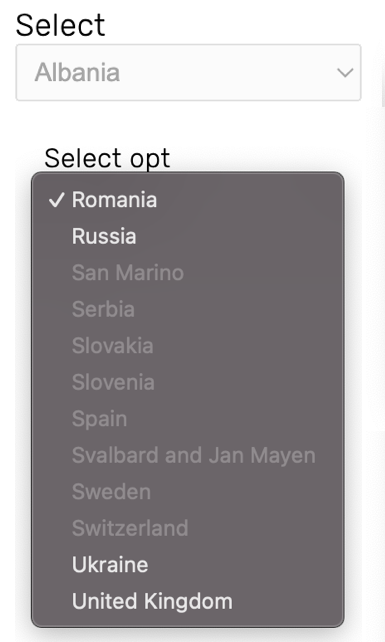 Select
Albania
Select opt
Romania
Russia
San Marino
Serbia
Slovakia
Slovenia
Spain
Svalbard and Jan Mayen
Sweden
Switzerland
Ukraine
United Kingdom